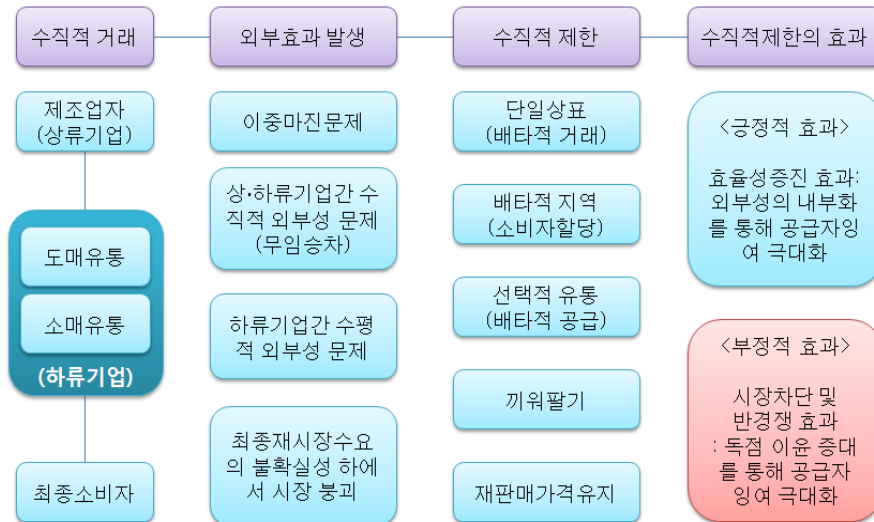 수직적 거래
외부효과 발생
수직적 제한
수직적제한의 효과
제조업자
(상류기업)
도매유통
소매유통
(하류기업)
최종소비자
이중마진문제
상·하류기업간 수
직적 외부성 문제
(무임승차)
하류기업간 수평
적 외부성 문제
최종재시장수요
의 불확실성 하에
서 시장 붕괴
단일상표
(배타적 거래)
배타적 지역
(소비자할당)
선택적 유통
(배타적 공급)
끼워팔기
재판매가격유지
<긍정적 효과>
효율성증진 효과:
외부성의 내부화
를 통해 공급자잉
여 극대화
<부정적 효과>
시장차단 및
반경쟁 효과
: 독점 이윤 증대
를 통해 공급자
잉여 극대화